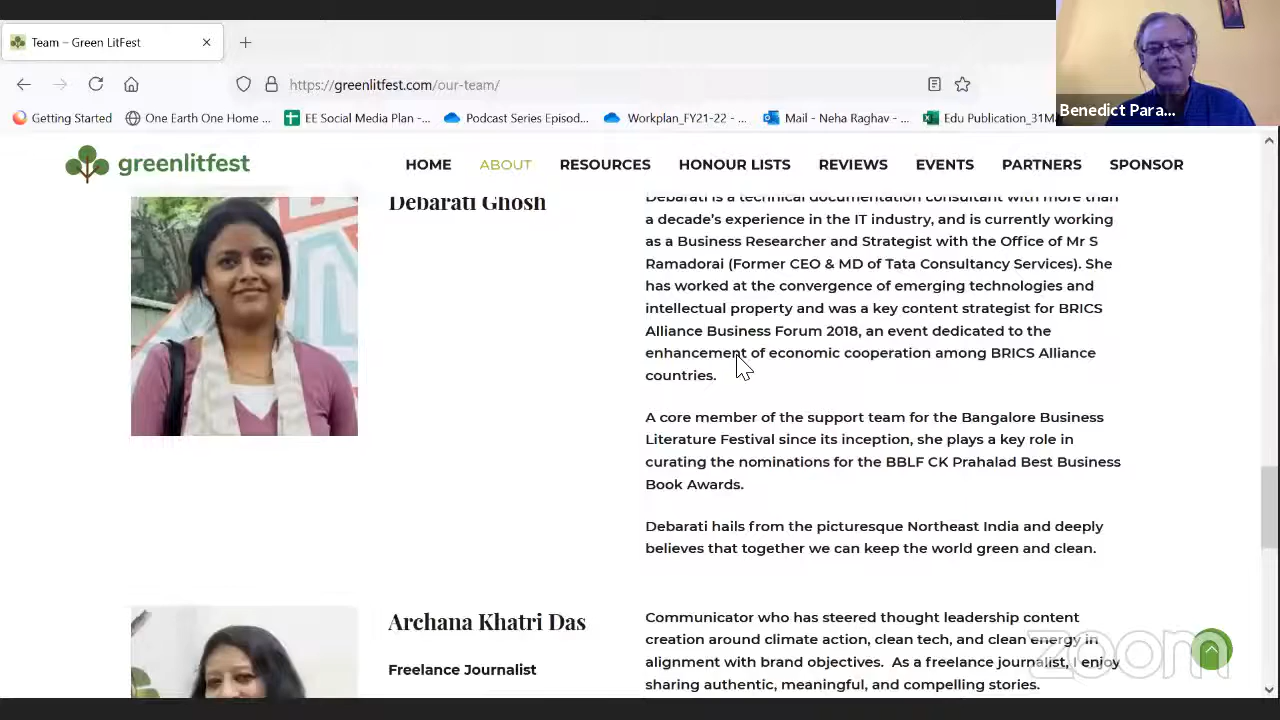 Team – Green LitFest
https://greenlitfest.com/our-team/
Getting Started
One Earth One Home ...
EE Social Media Plan -...
Podcast Series Episod...
Workplan_FY21-22 - ...
Mail - Neha Raghav - ...
Edu Publication_31Ma
Benedict Para...
greenlitfest
HOME ABOUT RESOURCES HONOUR LISTS REVIEWS EVENTS PARTNERS SPONSOR
Debarati Ghosh
Debarati is a technical documentation consultant with more than
a decade's experience in the IT industry, and is currently working
as a Business Researcher and Strategist with the Office of Mr S
Ramadorai (Former CEO & MD of Tata Consultancy Services). She
has worked at the convergence of emerging technologies and
intellectual property and was a key content strategist for BRICS
Alliance Business Forum 2018, an event dedicated to the
enhancement of economic cooperation among BRICS Alliance
countries.
A core member of the support team for the Bangalore Business
Literature Festival since its inception, she plays a key role in
curating the nominations for the BBLF CK Prahalad Best Business
Book Awards.
Debarati hails from the picturesque Northeast India and deeply
believes that together we can keep the world green and clean.
Archana Khatri Das
Freelance Journalist
Communicator who has steered thought leadership content
creation around climate action, clean tech, and clean energy in
alignment with brand objectives. As a freelance journalist, I enjoy
sharing authentic, meaningful, and compelling stories.
zoom